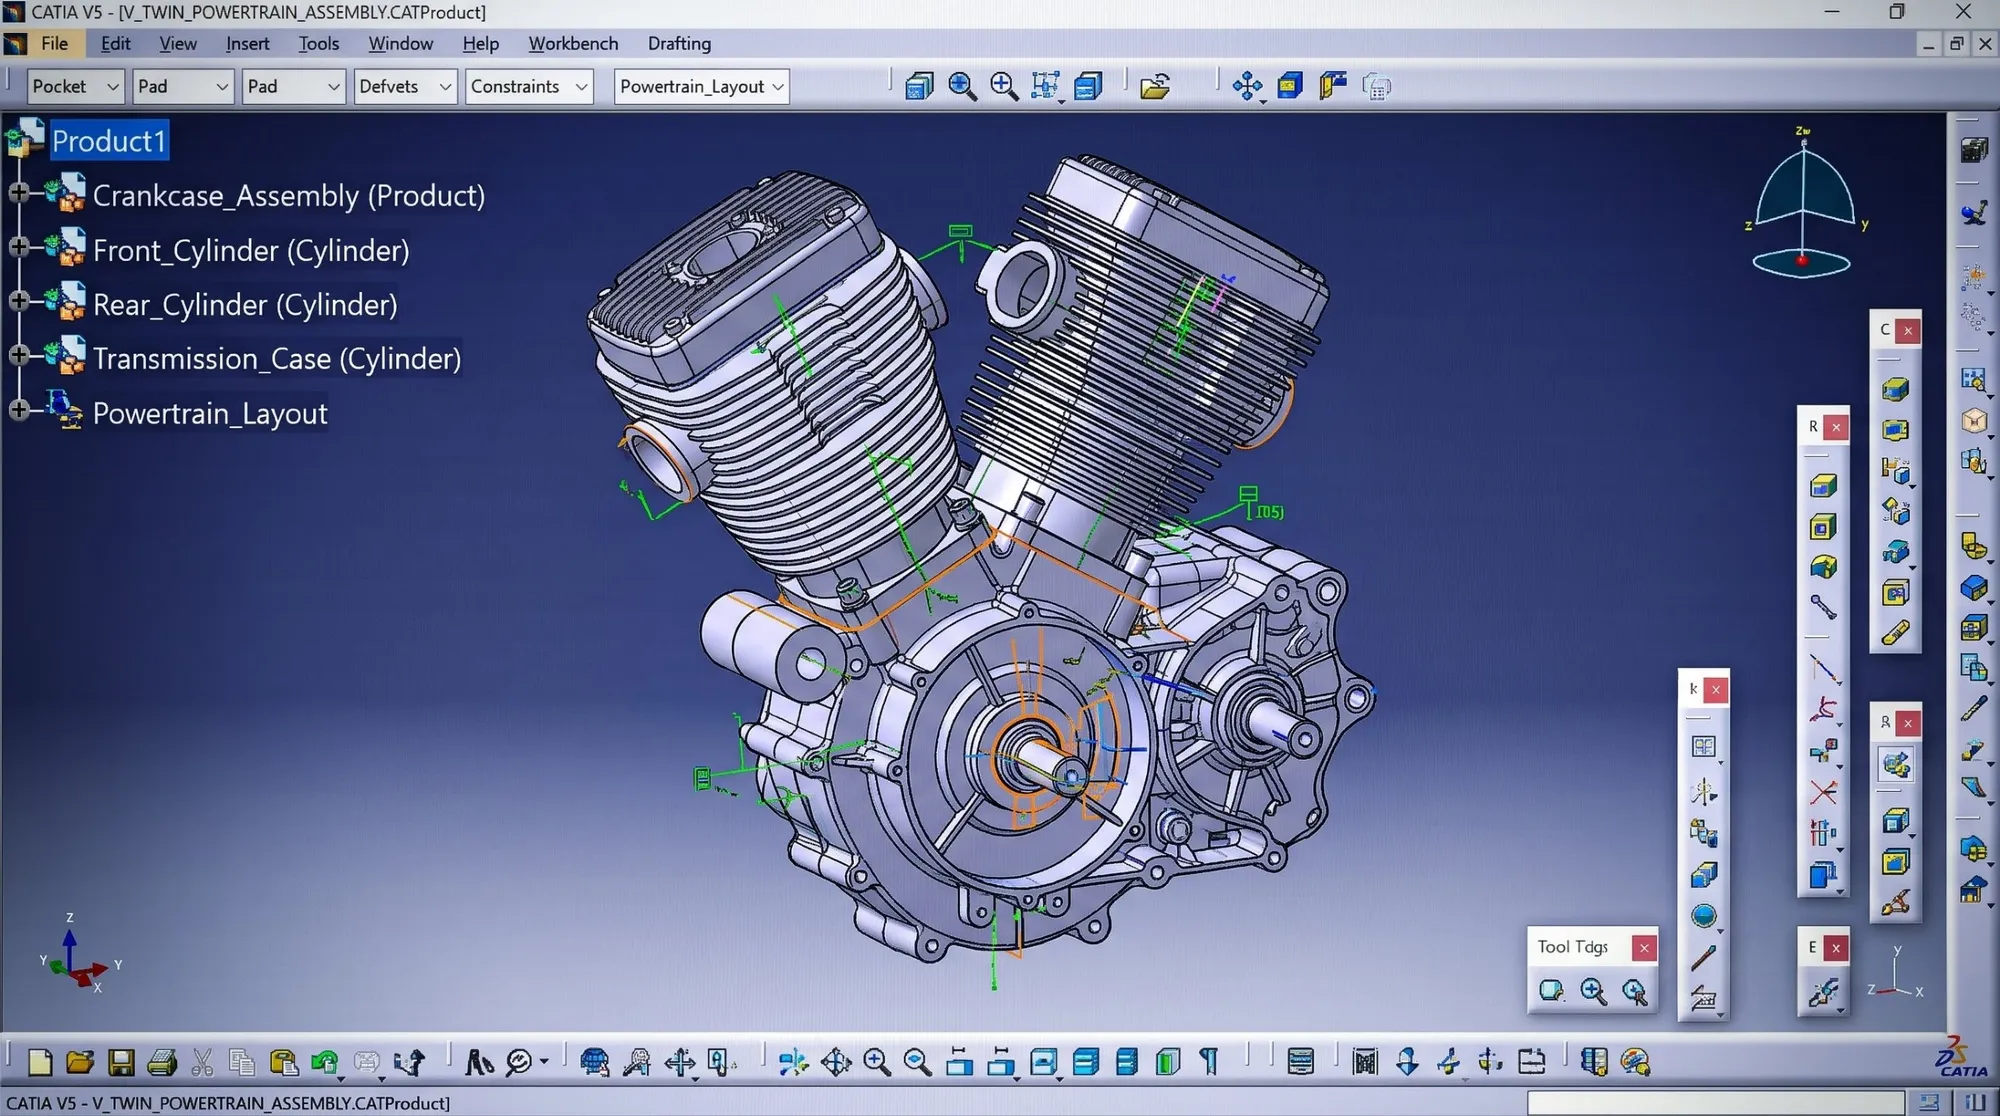 CATIA V5 - [V_TWIN_POWERTRAIN_ASSEMBLY.CATProduct]
File Edit View Insert Tools Window Help Workbench Drafting
Pocket Pad Pad Defvets Constraints Powertrain_Layout
Product1
Crankcase_Assembly (Product)
Front_Cylinder (Cylinder)
Rear_Cylinder (Cylinder)
Transmission_Case (Cylinder)
Powertrain_Layout
Zw
z y
C
R
k
Tool Tdgs
E
Z
Y Y
X
y
Z X
CATIA
CATIA V5 - V_TWIN_POWERTRAIN_ASSEMBLY.CATProduct]